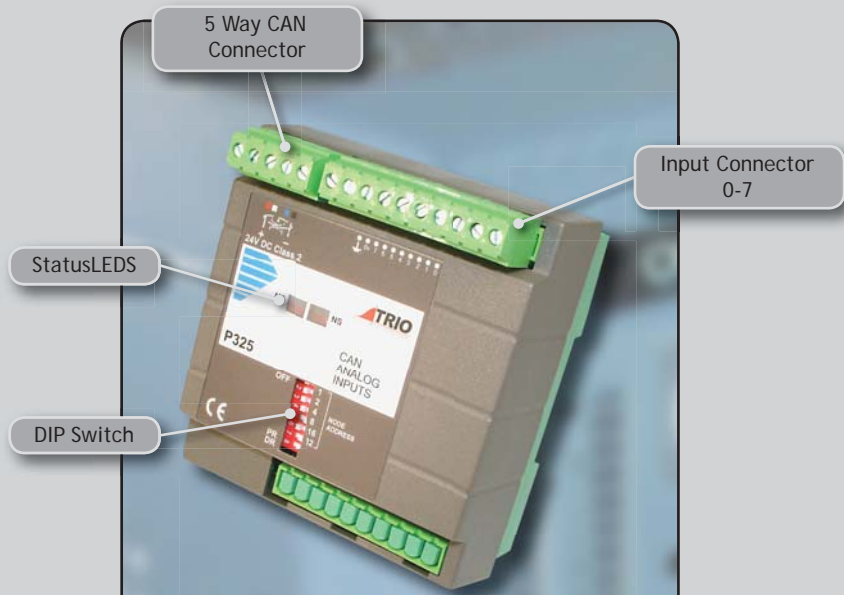 5 Way CAN
Connector
Input Connector
0-7
StatusLEDS
DIP Switch
24V DC Class 2
NS
TRIO
P325
CAN
ANALOG
INPUTS
OFF
1
2
4
8
16
32
NODE
ADDRESS
PR
DR
CE